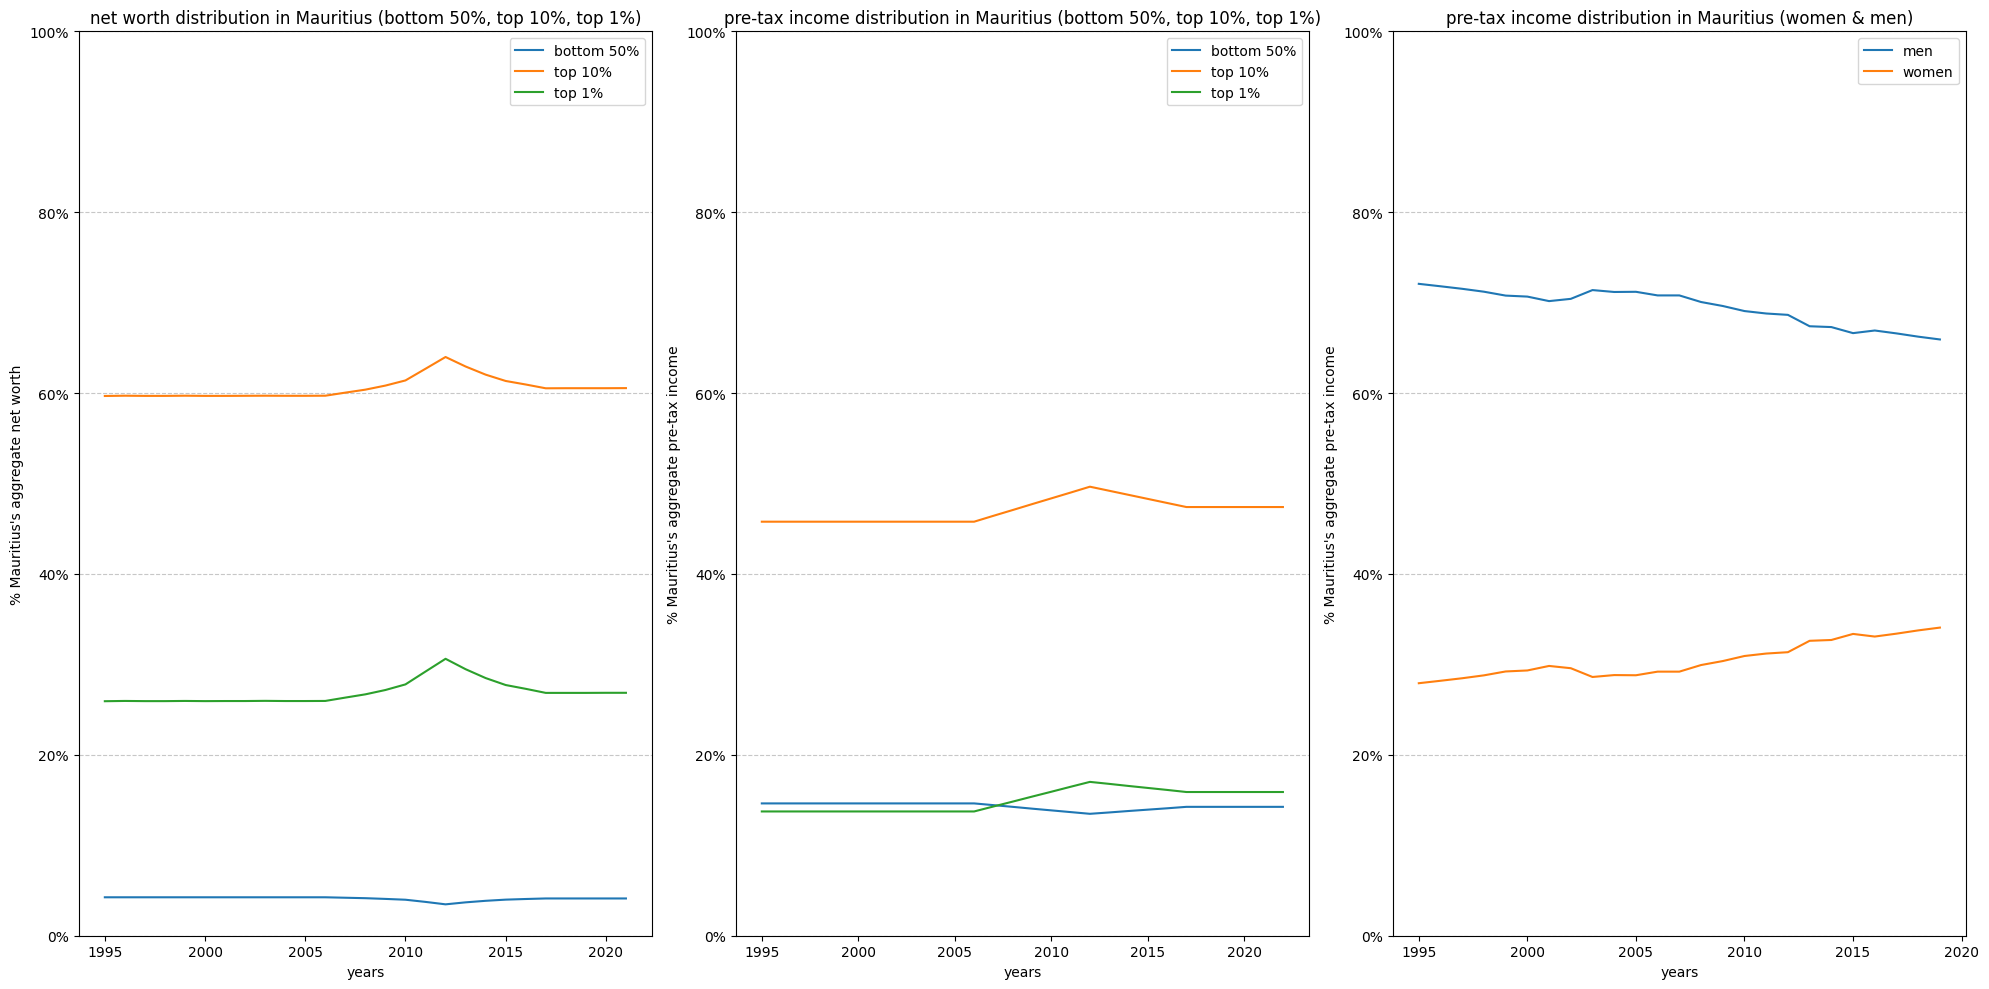 net worth distribution in Mauritius (bottom 50%, top 10%, top 1%)
100%
80%
60%
40%
20%
0%
% Mauritius's aggregate net worth
bottom 50%
top 10%
top 1%
1995 2000 2005 2010 2015 2020
years
pre-tax income distribution in Mauritius (bottom 50%, top 10%, top 1%)
100%
80%
60%
40%
20%
0%
% Mauritius's aggregate pre-tax income
bottom 50%
top 10%
top 1%
1995 2000 2005 2010 2015 2020
years
pre-tax income distribution in Mauritius (women & men)
100%
80%
60%
40%
20%
0%
% Mauritius's aggregate pre-tax income
men
women
1995 2000 2005 2010 2015 2020
years